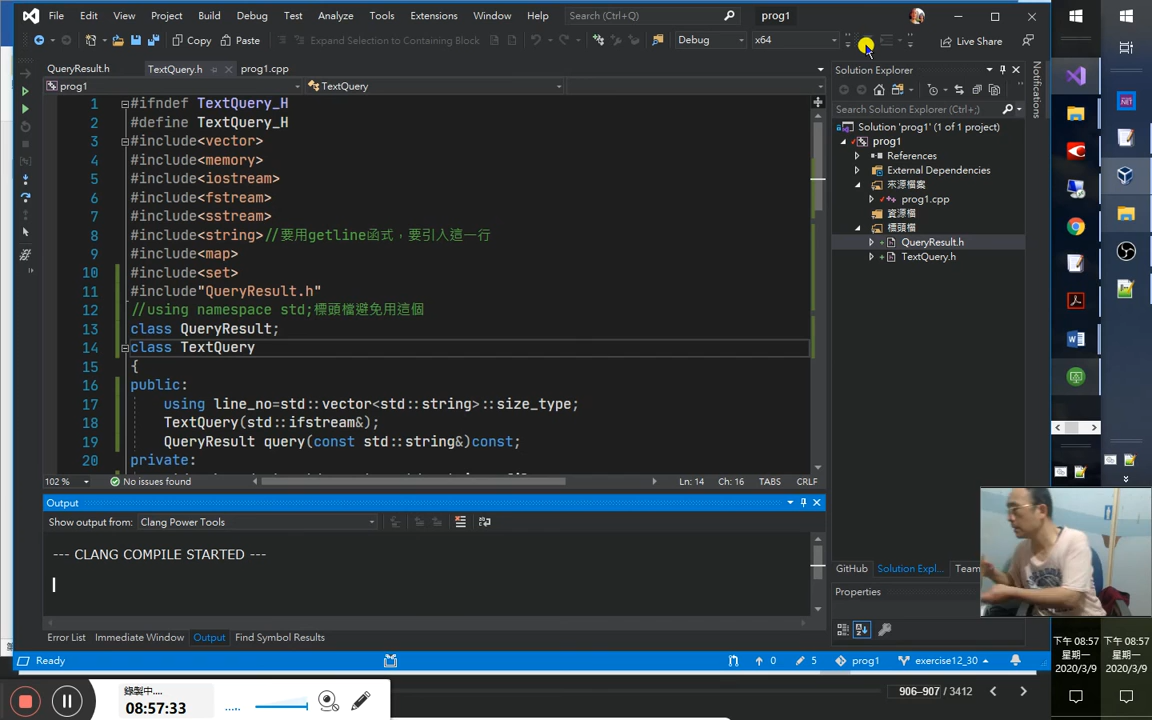 File Edit View Project Build Debug Test Analyze Tools Extensions Window Help Search (Ctrl+Q) prog1
Copy Paste Expand Selection to Containing Block Debug x64 Live Share
QueryResult.h TextQuery.h prog1.cpp
prog1 TextQuery
1 #ifndef TextQuery_H
2 #define TextQuery_H
3 #include<vector>
4 #include<memory>
5 #include<iostream>
6 #include<fstream>
7 #include<sstream>
8 #include<string>//要用getline函式，要引入這一行
9 #include<map>
10 #include<set>
11 #include"QueryResult.h"
12 //using namespace std;標頭檔避免用這個
13 class QueryResult;
14 class TextQuery
15 {
16 public:
17 using line_no=std::vector<std::string>::size_type;
18 TextQuery(std::ifstream&);
19 QueryResult query(const std::string&)const;
20 private:
102 % No issues found Ln: 14 Ch: 16 TABS CRLF
Output
Show output from: Clang Power Tools
--- CLANG COMPILE STARTED ---
Error List Immediate Window Output Find Symbol Results
Solution Explorer
Search Solution Explorer (Ctrl+;)
Solution 'prog1' (1 of 1 project)
prog1
References
External Dependencies
來源檔案
prog1.cpp
資源檔
標頭檔
QueryResult.h
TextQuery.h
GitHub Solution Expl... Team
Properties
Notifications
Ready 0 5 prog1 exercise12_30
錄製中....
08:57:33
906–907 / 3412
下午 08:57 下午 08:57
星期一 星期一
2020/3/9 2020/3/9